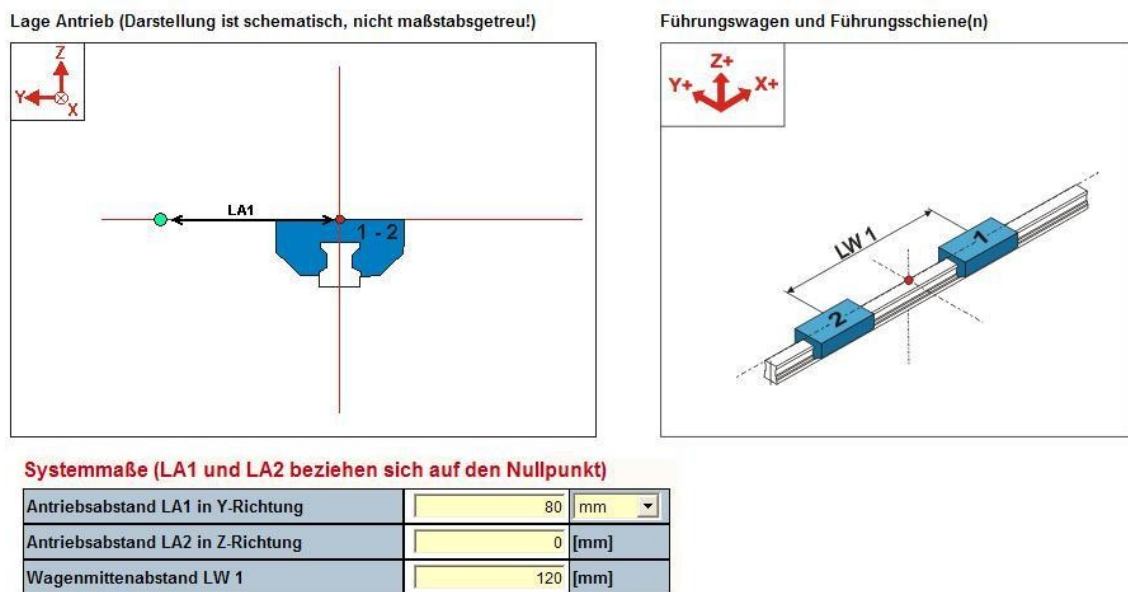 Lage Antrieb (Darstellung ist schematisch, nicht maßstabsgetreu!)
Führungswagen und Führungsschiene(n)
Z
Y
X
LA1
1 - 2
Z+
Y+
X+
LW 1
1
2
Systemmaße (LA1 und LA2 beziehen sich auf den Nullpunkt)
Antriebsabstand LA1 in Y-Richtung 80 mm
Antriebsabstand LA2 in Z-Richtung 0 [mm]
Wagenmittenabstand LW 1 120 [mm]